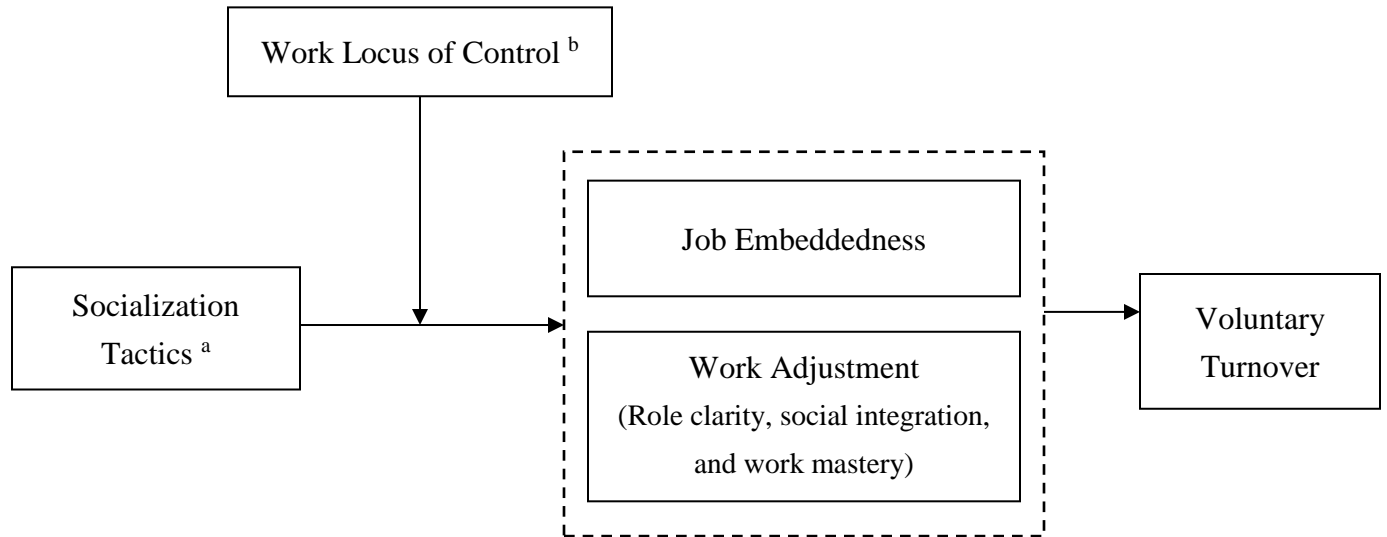 Work Locus of Control b
Job Embeddedness
Socialization
Tactics a
Work Adjustment
(Role clarity, social integration,
and work mastery)
Voluntary
Turnover